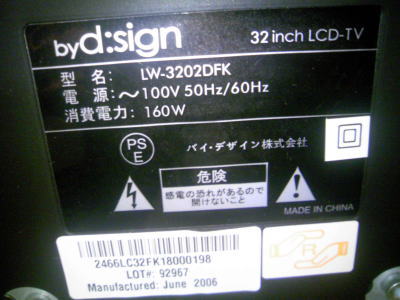 byd:sign
32 inch LCD-TV
型 名: LW-3202DFK
電 源:～100V 50Hz/60Hz
消費電力: 160W
PS
E
バイ・デザイン株式会社
危険
感電の恐れがあるので
開けないこと
MADE IN CHINA
2466LC32FK18000198
LOT#: 92967
Manufactured: June 2006
R